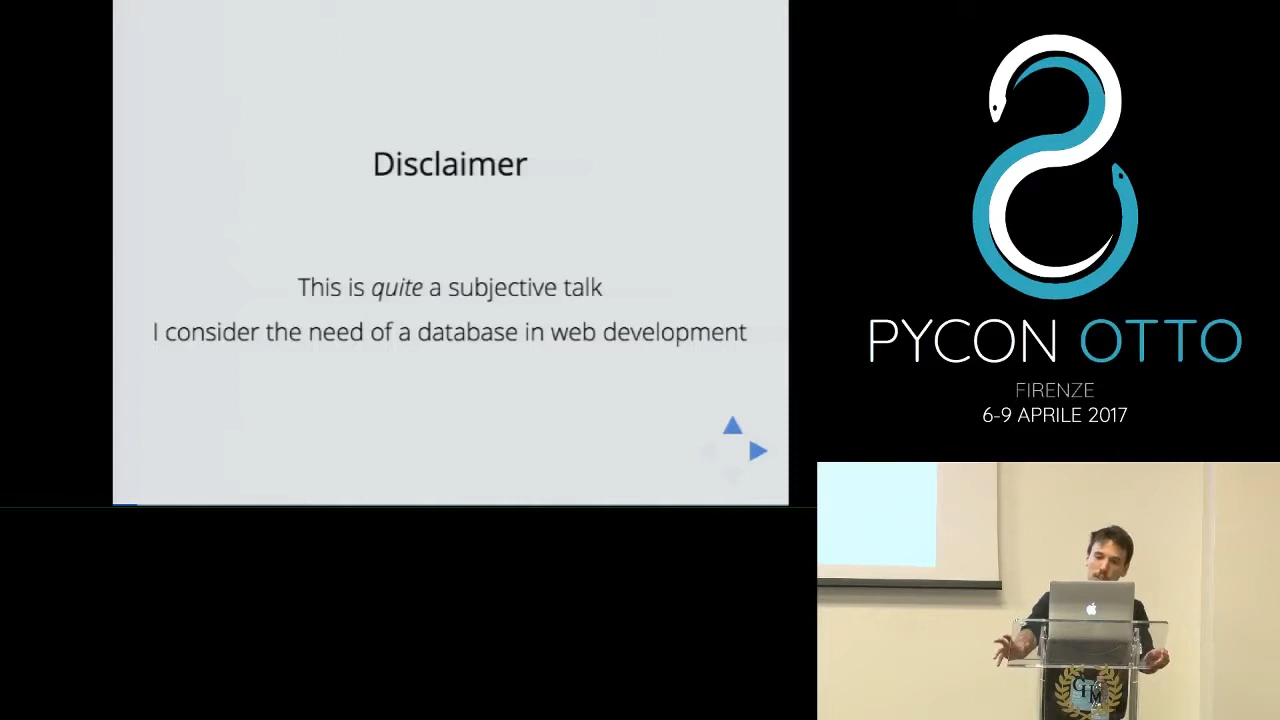 Disclaimer
This is quite a subjective talk
I consider the need of a database in web development
PYCON OTTO
FIRENZE
6-9 APRILE 2017
GHM